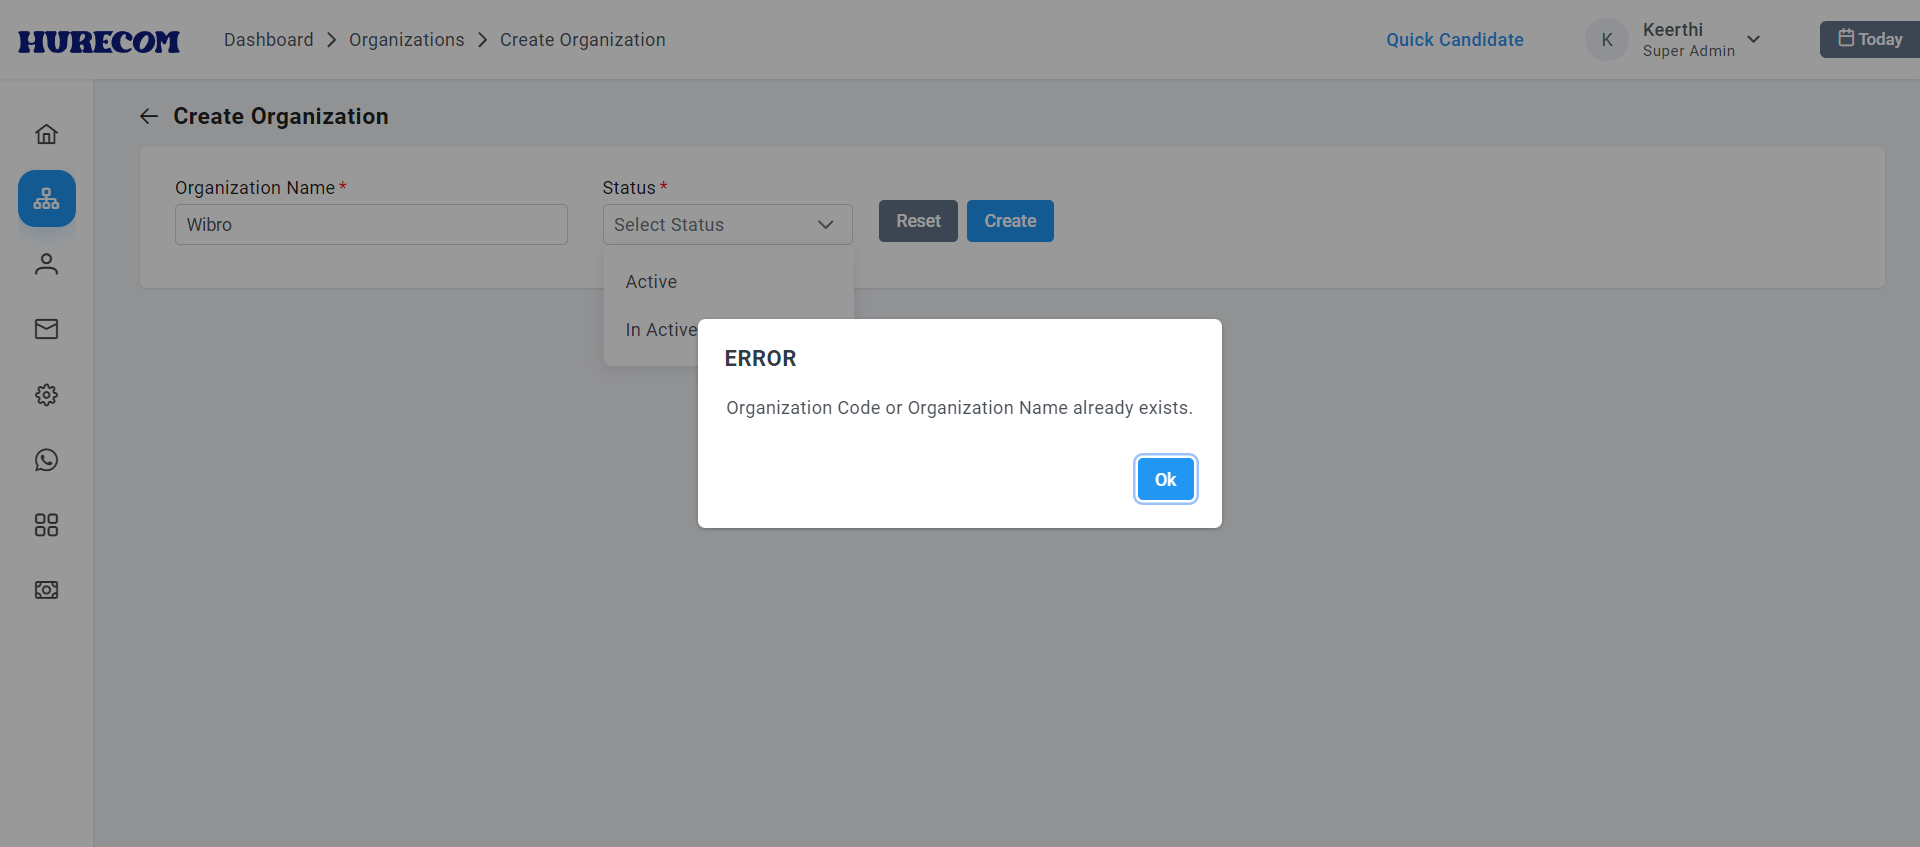 HURECOM
Dashboard > Organizations > Create Organization
Quick Candidate
K
Keerthi
Super Admin
Today
Create Organization
Organization Name *
Status *
Wibro
Select Status
Reset
Create
Active
In Active
ERROR
Organization Code or Organization Name already exists.
Ok